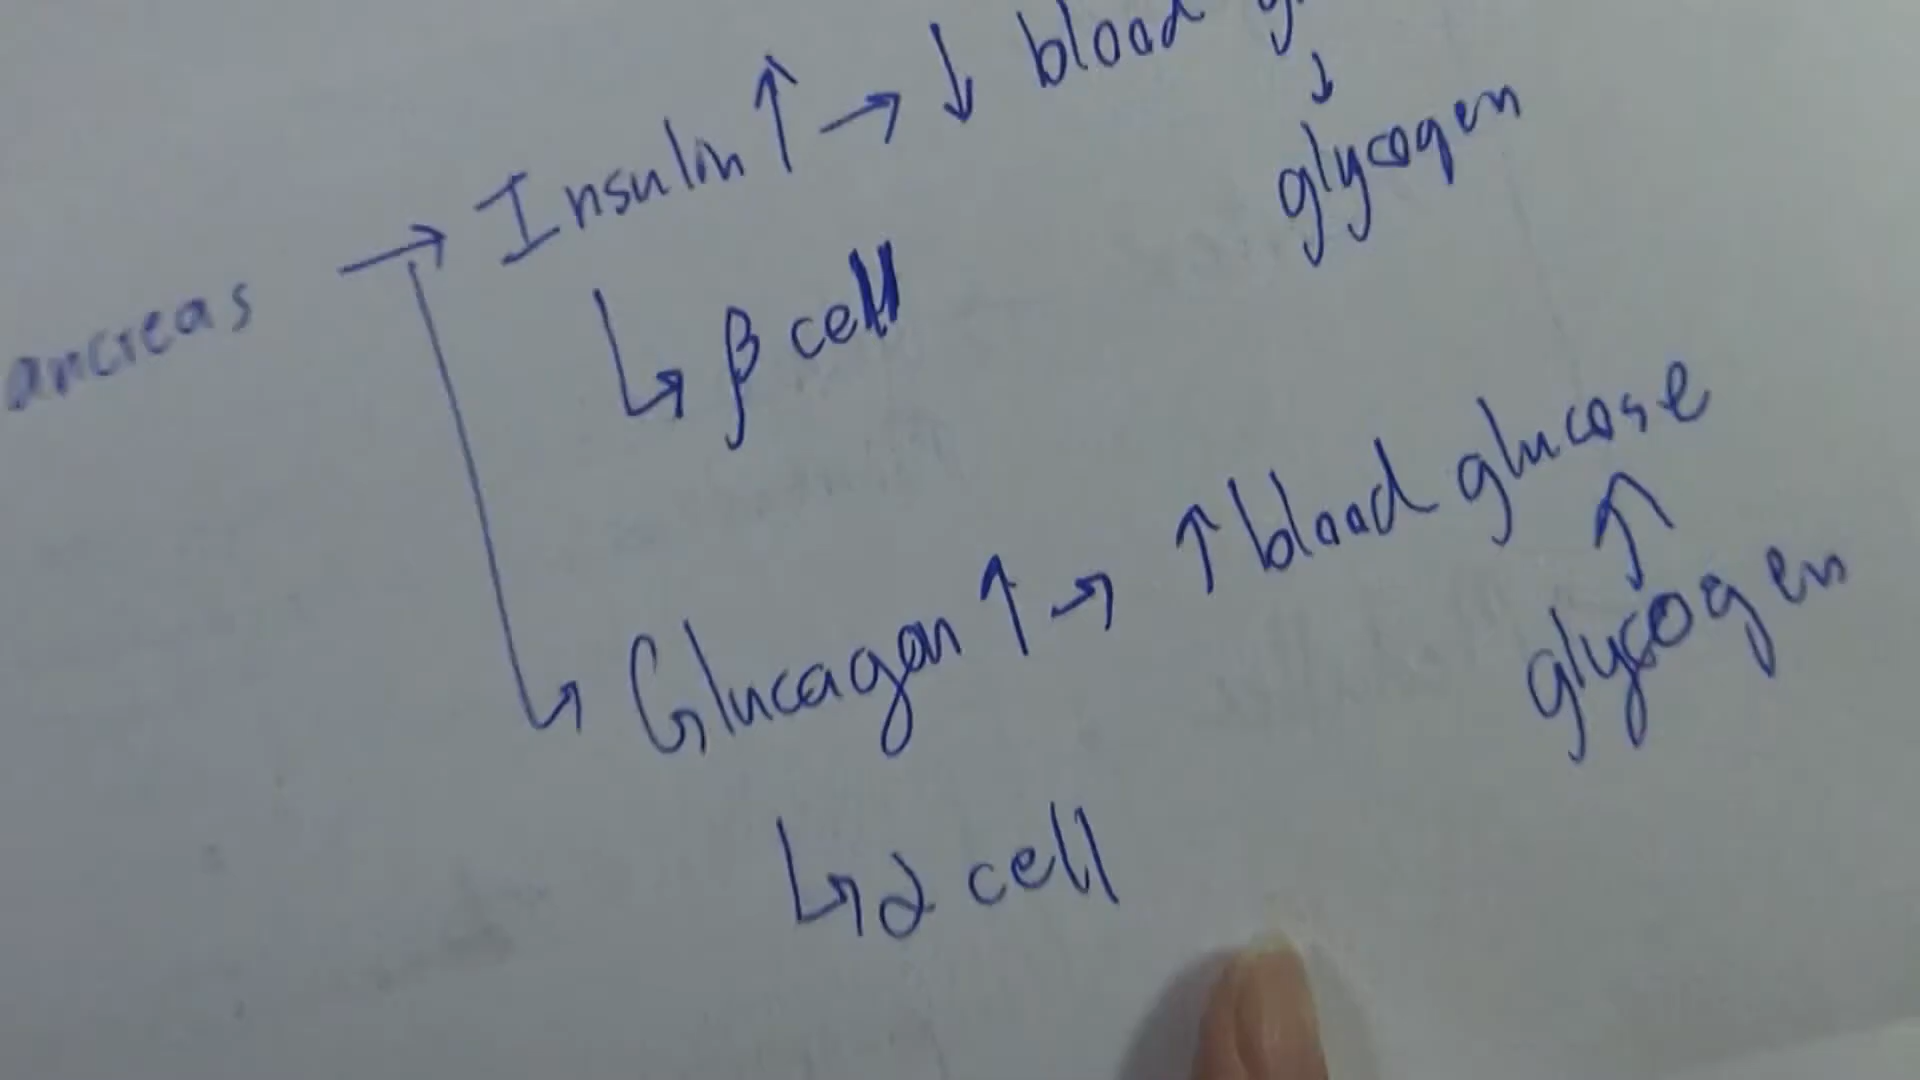 Insulin ↑ → ↓ blood
↓
glycogen
ancreas →
↳ β cell
↳ Glucagon ↑ → ↑ blood glucose
↑
glycogen
↳ α cell